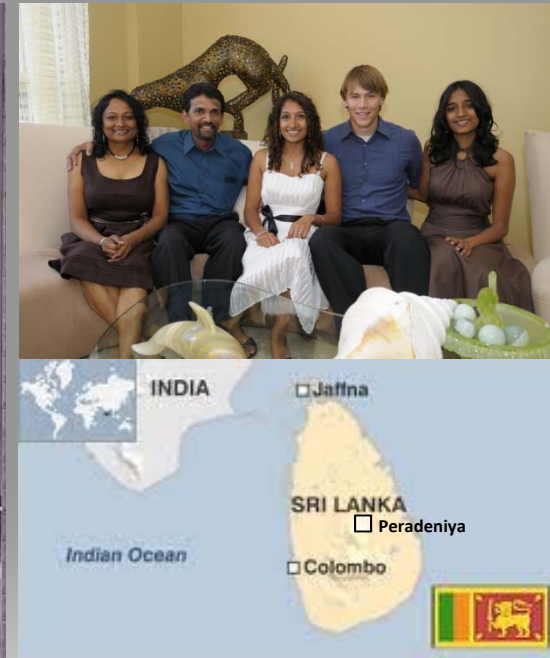 INDIA
Jaffna
SRI LANKA
Peradeniya
Indian Ocean
Colombo